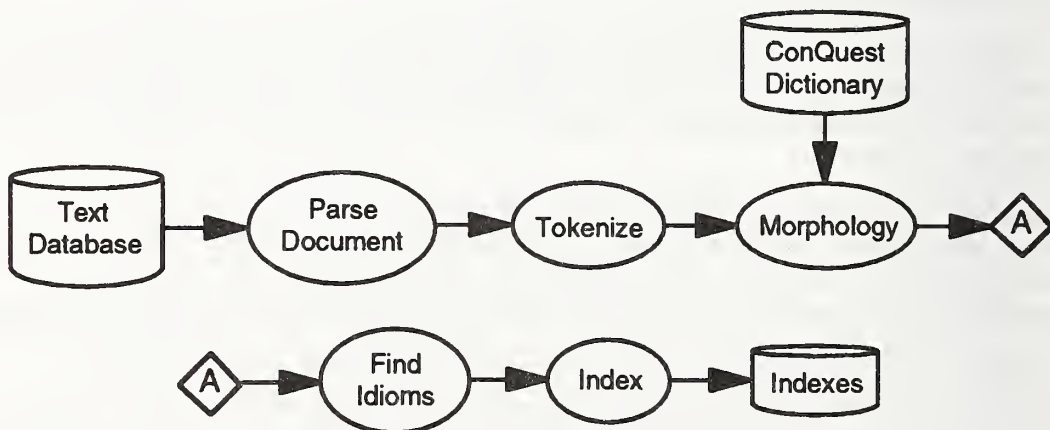 ConQuest
Dictionary
Text
Database
Parse
Document
Tokenize
Morphology
A
A
Find
Idioms
Index
Indexes